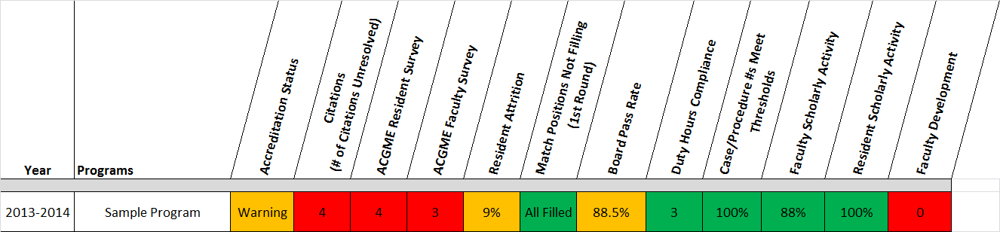 Year
Programs
Accreditation Status
Citations
(# of Citations Unresolved)
ACGME Resident Survey
ACGME Faculty Survey
Resident Attrition
Match Positions Not Filling
(1st Round)
Board Pass Rate
Duty Hours Compliance
Case/Procedure #s Meet
Thresholds
Faculty Scholarly Activity
Resident Scholarly Activity
Faculty Development
2013-2014 Sample Program Warning 4 4 3 9% All Filled 88.5% 3 100% 88% 100% 0